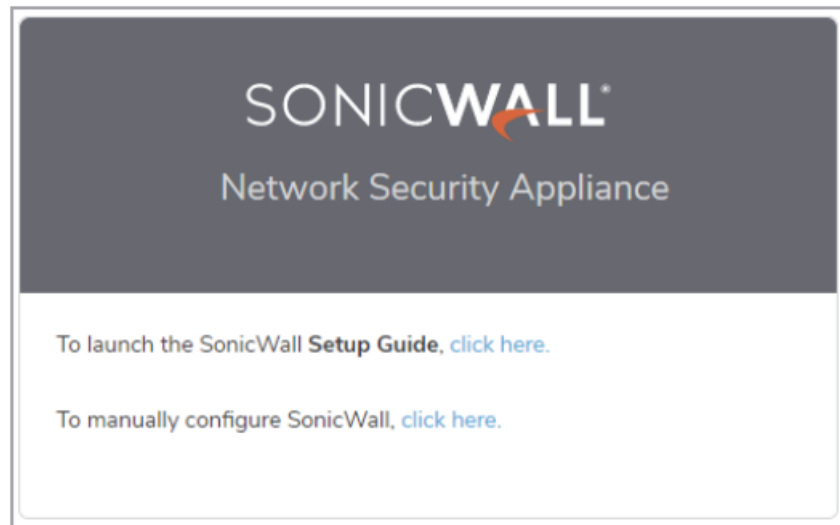 SONICWALL®
Network Security Appliance
To launch the SonicWall Setup Guide, click here.
To manually configure SonicWall, click here.